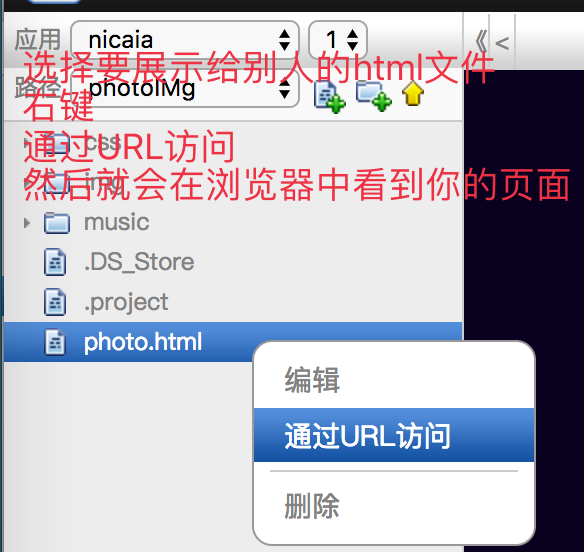 应用 nicaia 1 《 <
选择要展示给别人的html文件
路径 photoIMg
右键
css
通过URL访问
img
然后就会在浏览器中看到你的页面
music
.DS_Store
.project
photo.html
编辑
通过URL访问
删除